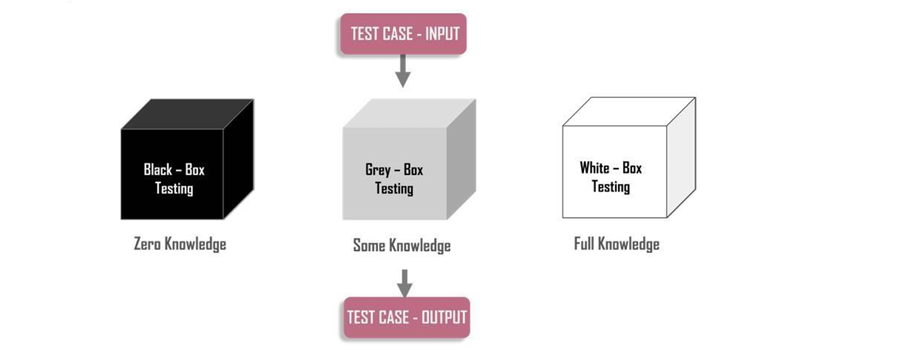 TEST CASE - INPUT
Black – Box
Testing
Grey – Box
Testing
White – Box
Testing
Zero Knowledge
Some Knowledge
Full Knowledge
TEST CASE - OUTPUT